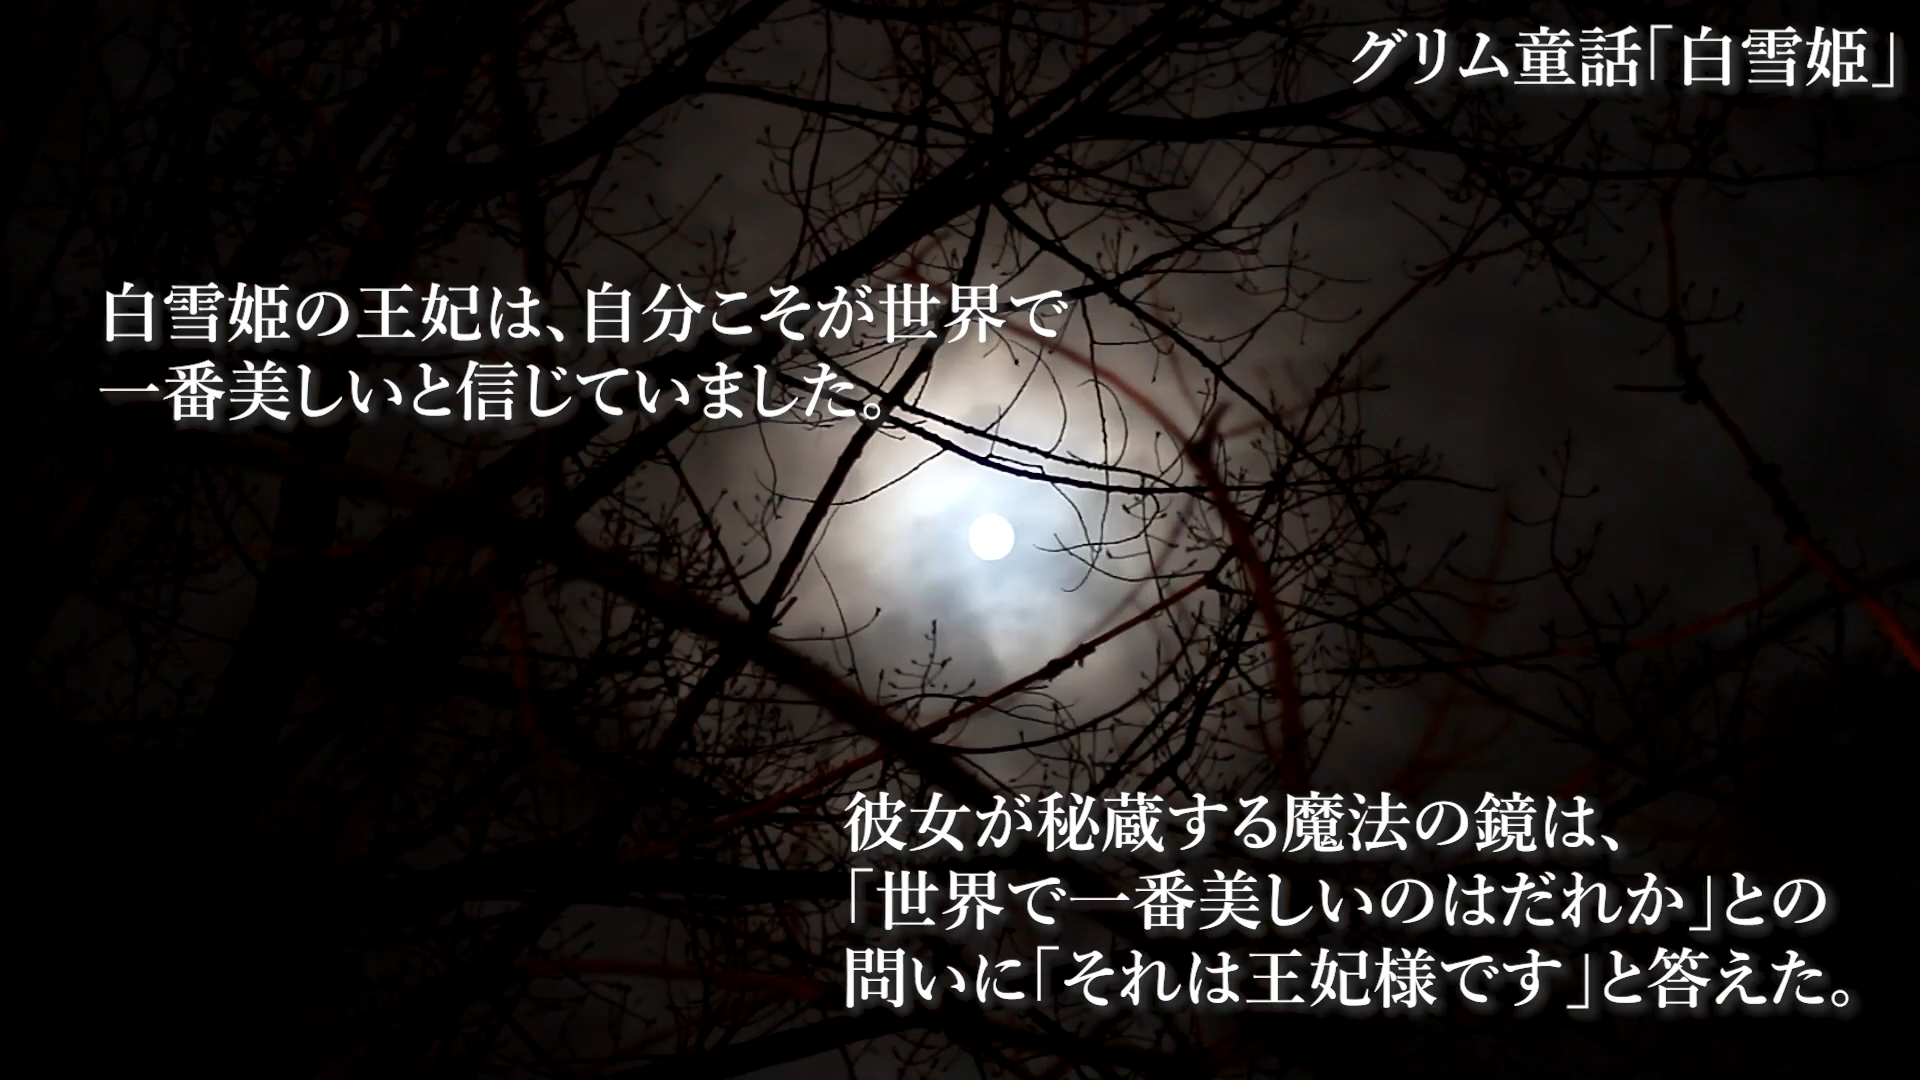 グリム童話「白雪姫」
白雪姫の王妃は、自分こそが世界で
一番美しいと信じていました。
彼女が秘蔵する魔法の鏡は、
「世界で一番美しいのはだれか」との
問いに「それは王妃様です」と答えた。